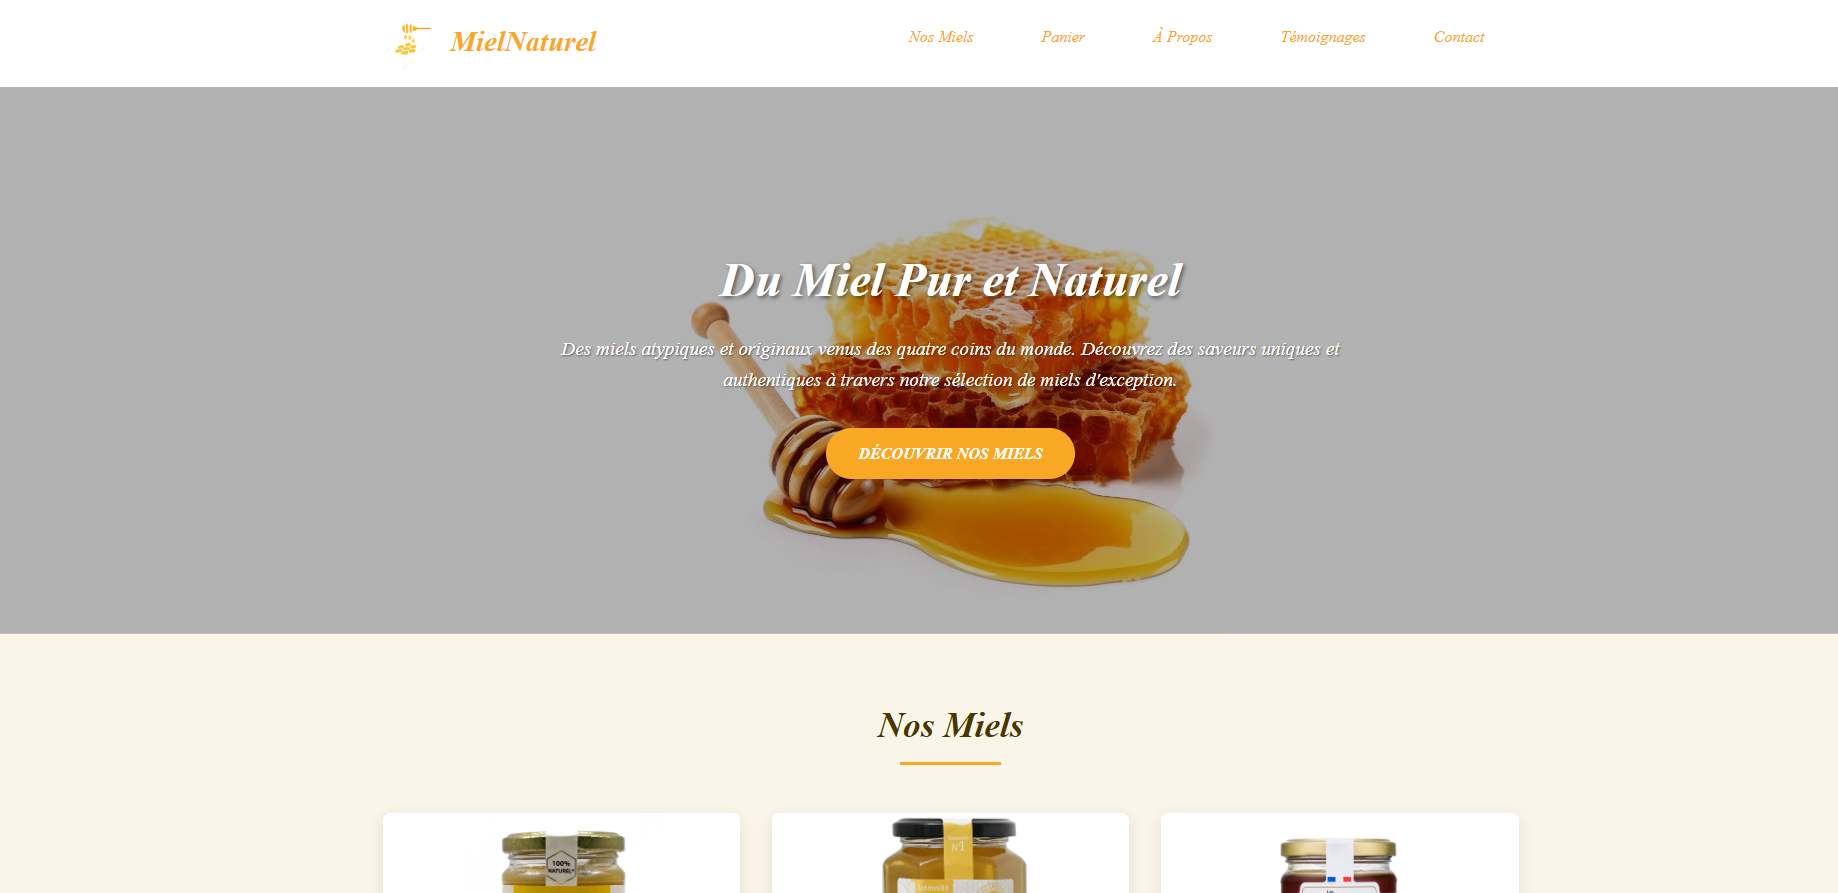 MielNaturel
Nos Miels
Panier
À Propos
Témoignages
Contact
Du Miel Pur et Naturel
Des miels atypiques et originaux venus des quatre coins du monde. Découvrez des saveurs uniques et
authentiques à travers notre sélection de miels d'exception.
DÉCOUVRIR NOS MIELS
Nos Miels
100%
NATUREL*
N°1
Intensité